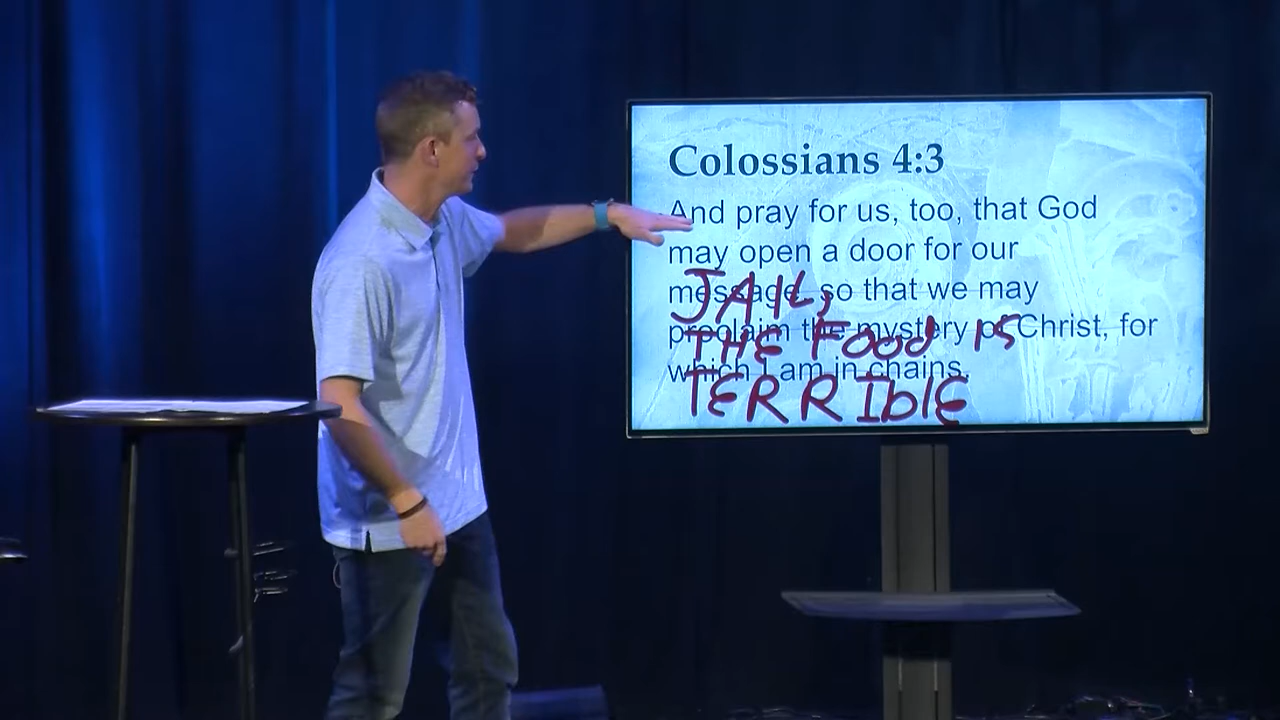 Colossians 4:3
And pray for us, too, that God
may open a door for our
message, so that we may
proclaim the mystery of Christ, for
which I am in chains.
JAIL,
THE FOOD IS
TERRIblE